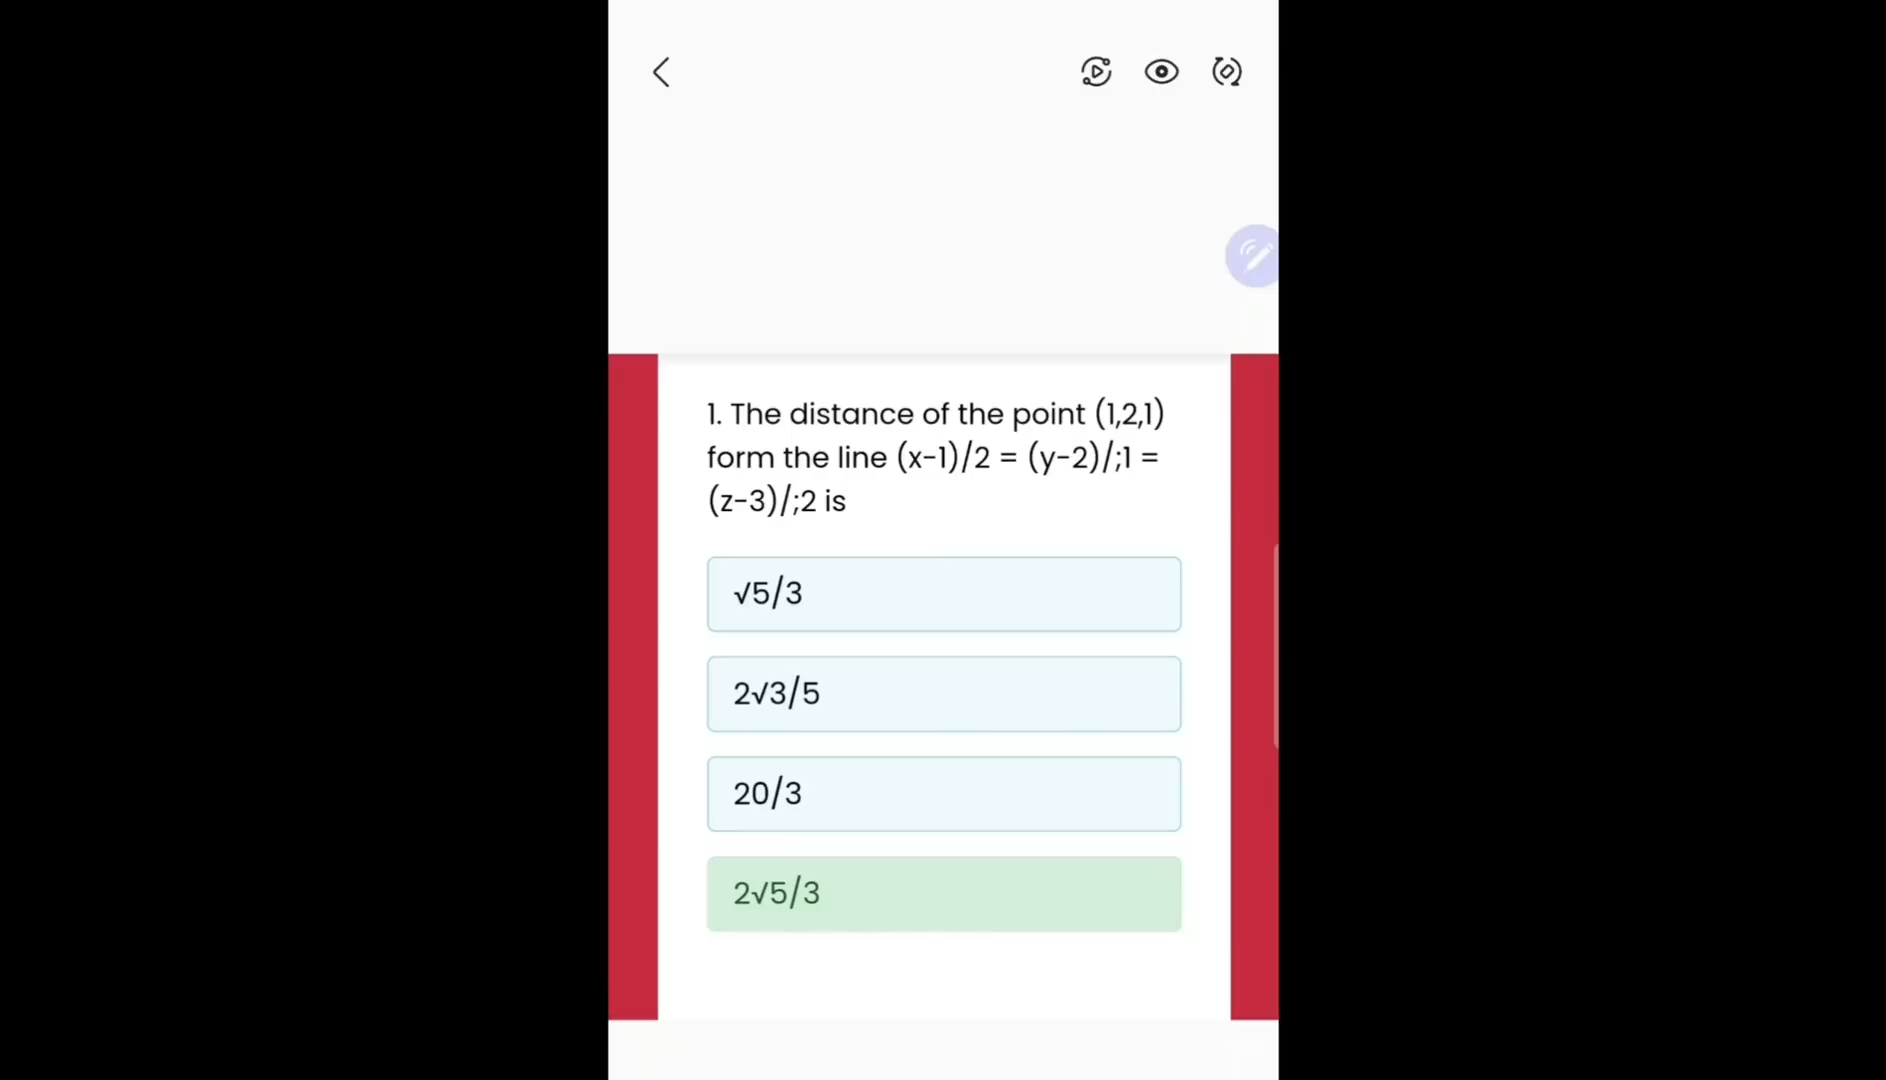 1. The distance of the point (1,2,1)
form the line (x-1)/2 = (y-2)/;1 =
(z-3)/;2 is
√5/3
2√3/5
20/3
2√5/3